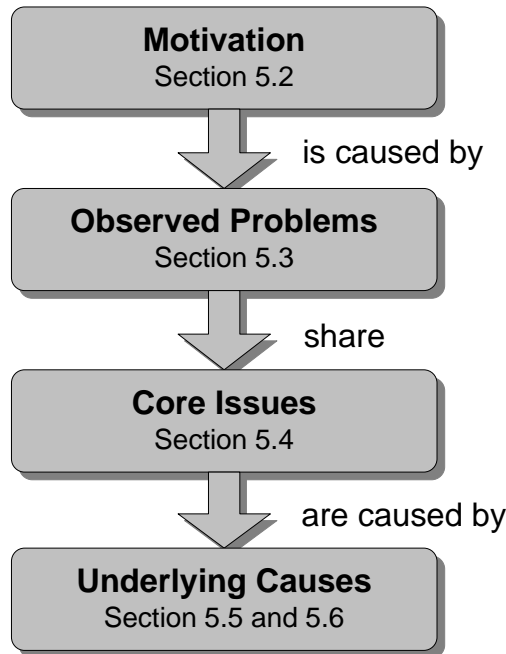 Motivation
Section 5.2
is caused by
Observed Problems
Section 5.3
share
Core Issues
Section 5.4
are caused by
Underlying Causes
Section 5.5 and 5.6